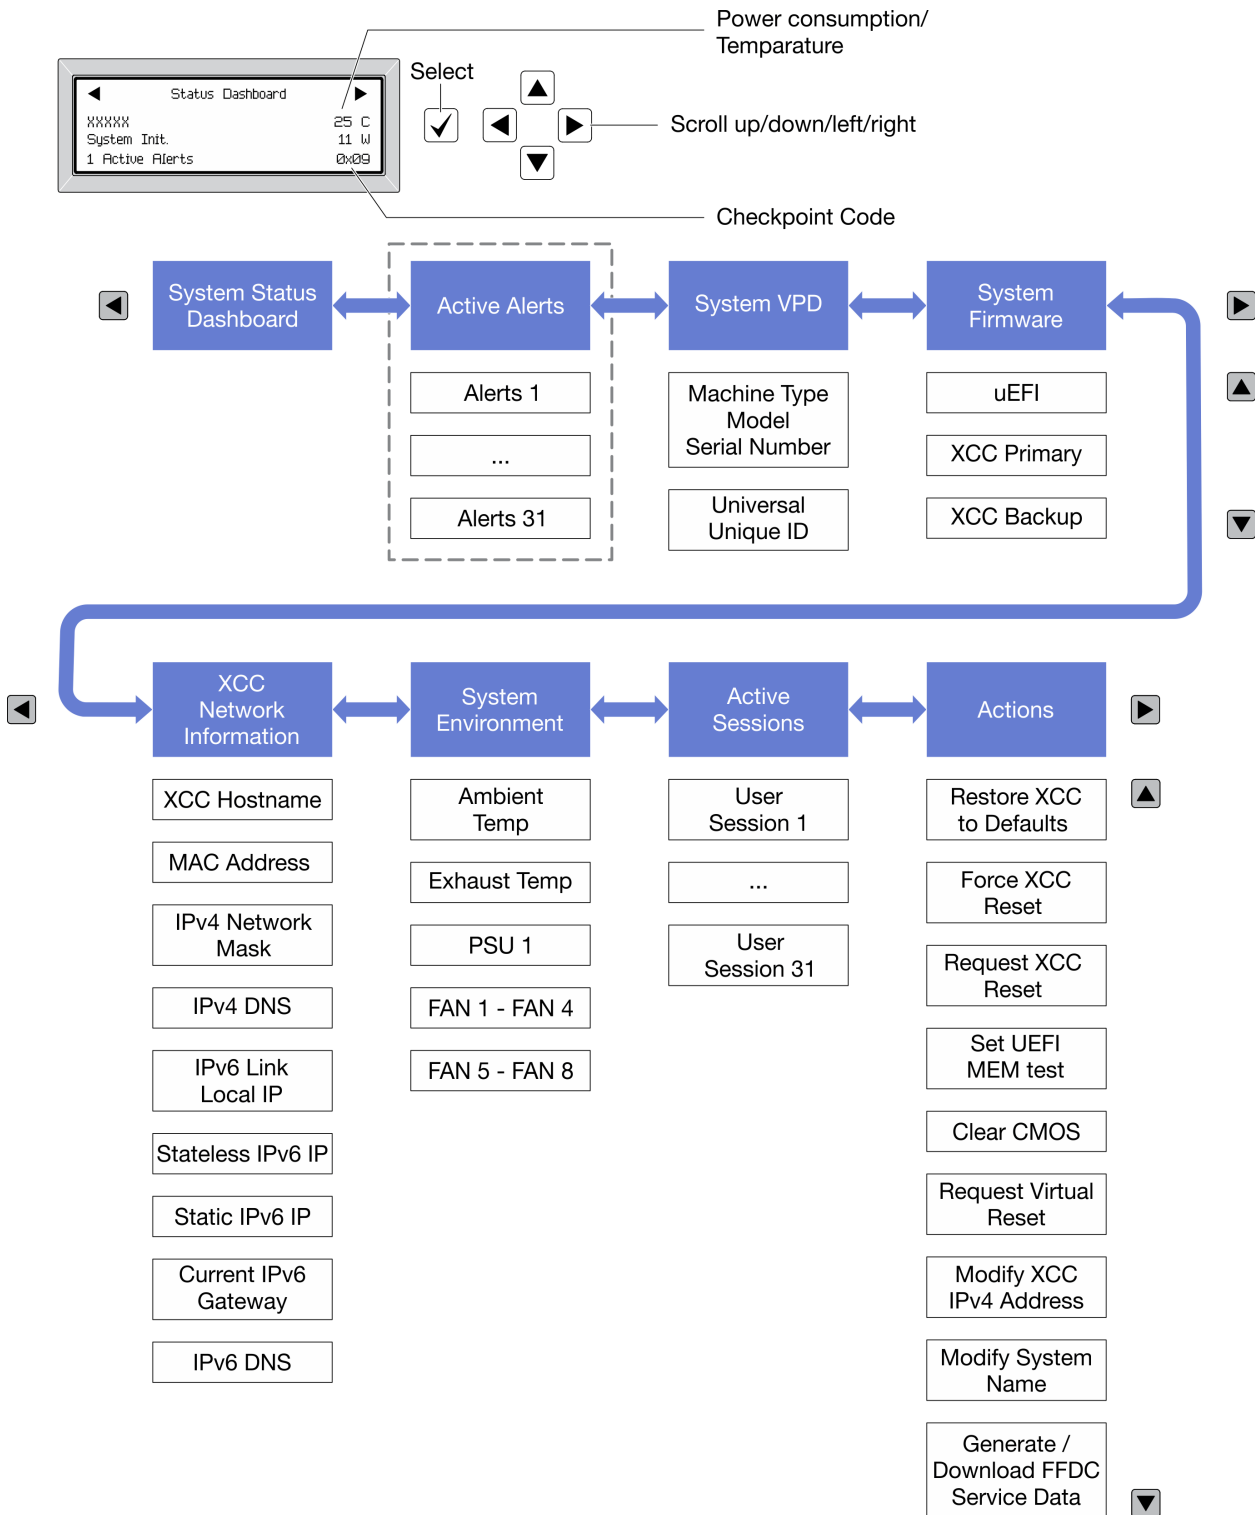 Power consumption/
Temparature
Select
Status Dashboard
XXXXX 25 C
System Init. 11 W
1 Active Alerts 0x09
Scroll up/down/left/right
Checkpoint Code
System Status
Dashboard
Active Alerts
System VPD
System
Firmware
Alerts 1
...
Alerts 31
Machine Type
Model
Serial Number
Universal
Unique ID
uEFI
XCC Primary
XCC Backup
XCC
Network
Information
System
Environment
Active
Sessions
Actions
XCC Hostname
MAC Address
IPv4 Network
Mask
IPv4 DNS
IPv6 Link
Local IP
Stateless IPv6 IP
Static IPv6 IP
Current IPv6
Gateway
IPv6 DNS
Ambient
Temp
Exhaust Temp
PSU 1
FAN 1 - FAN 4
FAN 5 - FAN 8
User
Session 1
...
User
Session 31
Restore XCC
to Defaults
Force XCC
Reset
Request XCC
Reset
Set UEFI
MEM test
Clear CMOS
Request Virtual
Reset
Modify XCC
IPv4 Address
Modify System
Name
Generate /
Download FFDC
Service Data